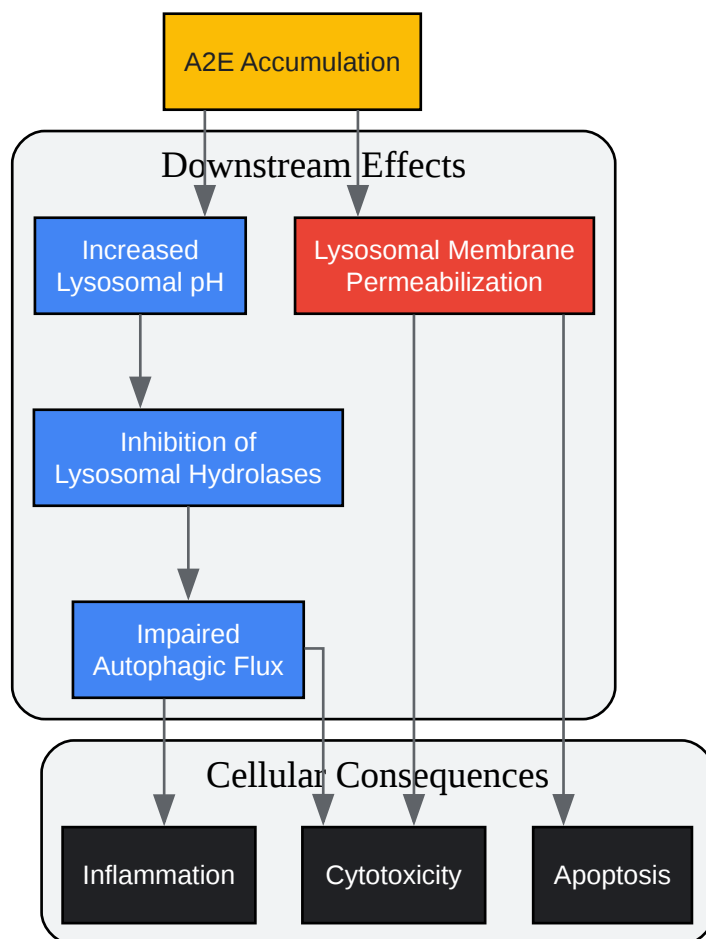 A2E Accumulation
Downstream Effects
Increased
Lysosomal pH
Lysosomal Membrane
Permeabilization
Inhibition of
Lysosomal Hydrolases
Impaired
Autophagic Flux
Cellular Consequences
Inflammation
Cytotoxicity
Apoptosis